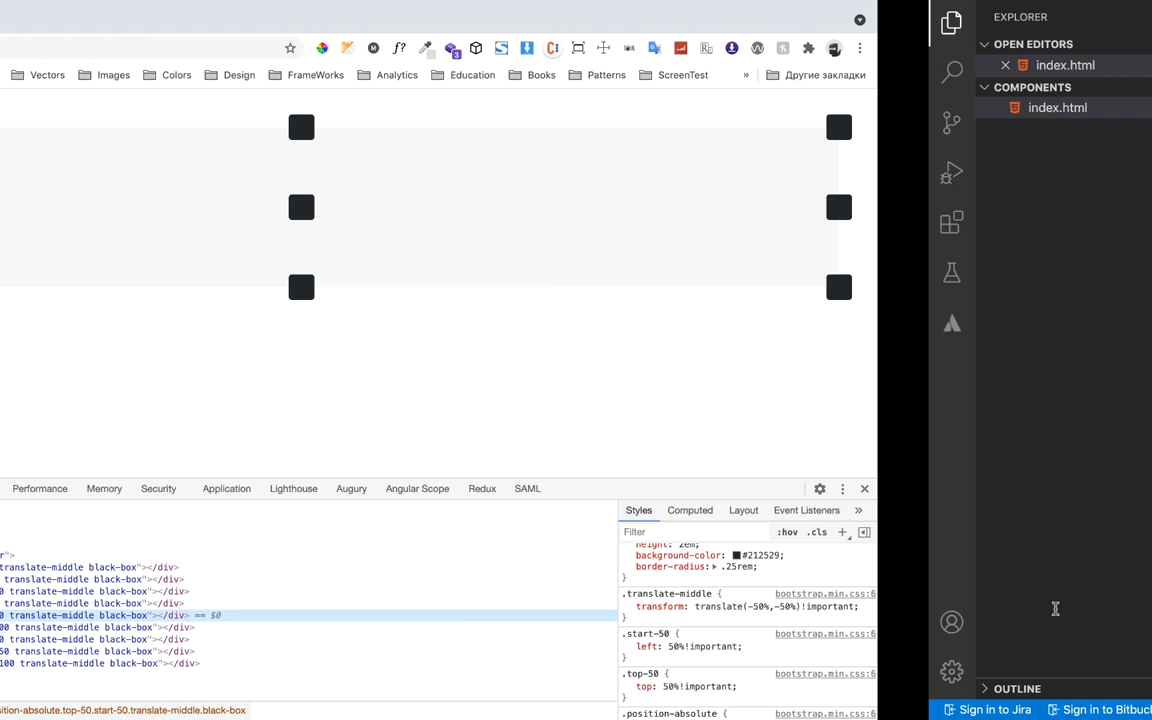 EXPLORER
OPEN EDITORS
index.html
COMPONENTS
index.html
OUTLINE
Sign in to Jira
Sign in to Bitbuc
Vectors
Images
Colors
Design
FrameWorks
Analytics
Education
Books
Patterns
ScreenTest
»
Другие закладки
Performance
Memory
Security
Application
Lighthouse
Augury
Angular Scope
Redux
SAML
r">
translate-middle black-box"></div>
translate-middle black-box"></div>
0 translate-middle black-box"></div>
translate-middle black-box"></div>
0 translate-middle black-box"></div> == $0
00 translate-middle black-box"></div>
0 translate-middle black-box"></div>
50 translate-middle black-box"></div>
100 translate-middle black-box"></div>
sition-absolute.top-50.start-50.translate-middle.black-box
Styles
Computed
Layout
Event Listeners
»
Filter
:hov
.cls
height: 2em;
background-color: #212529;
border-radius: .25rem;
}
.translate-middle {
bootstrap.min.css:6
transform: translate(-50%,-50%)!important;
}
.start-50 {
bootstrap.min.css:6
left: 50%!important;
}
.top-50 {
bootstrap.min.css:6
top: 50%!important;
}
.position-absolute {
bootstrap.min.css:6